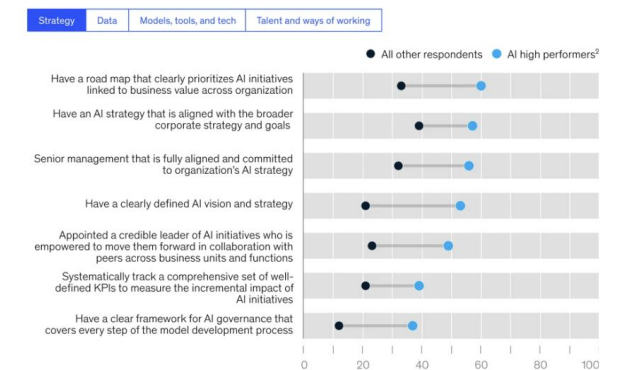 Strategy
Data
Models, tools, and tech
Talent and ways of working
All other respondents
AI high performers²
Have a road map that clearly prioritizes AI initiatives
linked to business value across organization
Have an AI strategy that is aligned with the broader
corporate strategy and goals
Senior management that is fully aligned and committed
to organization's AI strategy
Have a clearly defined AI vision and strategy
Appointed a credible leader of AI initiatives who is
empowered to move them forward in collaboration with
peers across business units and functions
Systematically track a comprehensive set of well-
defined KPIs to measure the incremental impact of
AI initiatives
Have a clear framework for AI governance that
covers every step of the model development process
0 20 40 60 80 100